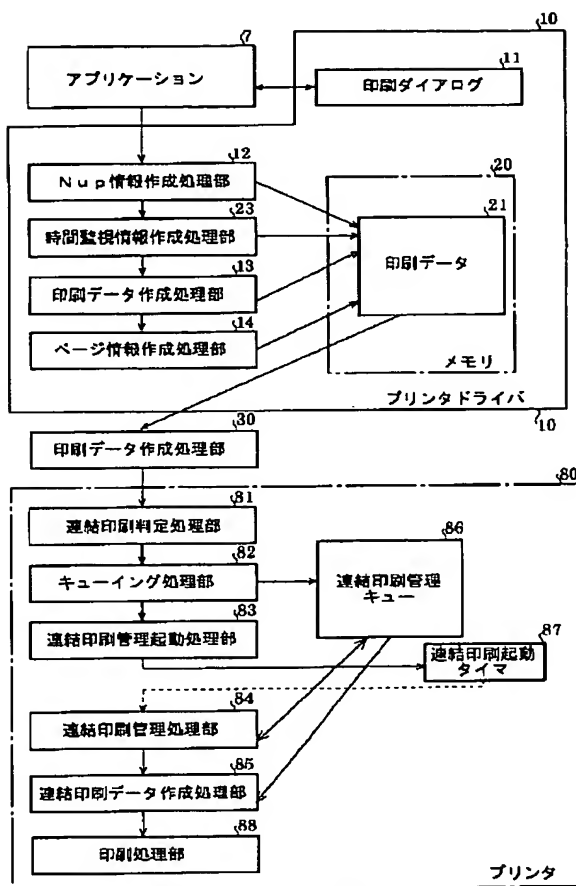 10
7
アプリケーション
11
印刷ダイアログ
12
Nup情報作成処理部
20
23
時間監視情報作成処理部
21
印刷データ
13
印刷データ作成処理部
14
ページ情報作成処理部
メモリ
プリンタドライバ
10
30
印刷データ作成処理部
80
81
連結印刷判定処理部
86
連結印刷管理
キュー
82
キューイング処理部
83
連結印刷管理起動処理部
87
連結印刷起動
タイマ
84
連結印刷管理処理部
85
連結印刷データ作成処理部
88
印刷処理部
プリンタ